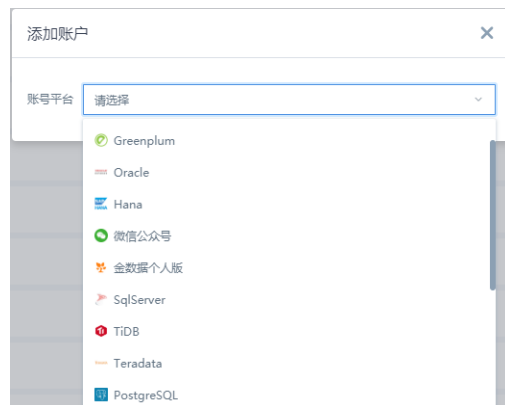 添加账户
账号平台 请选择
Greenplum
Oracle
Hana
微信公众号
金数据个人版
SqlServer
TiDB
Teradata
PostgreSQL